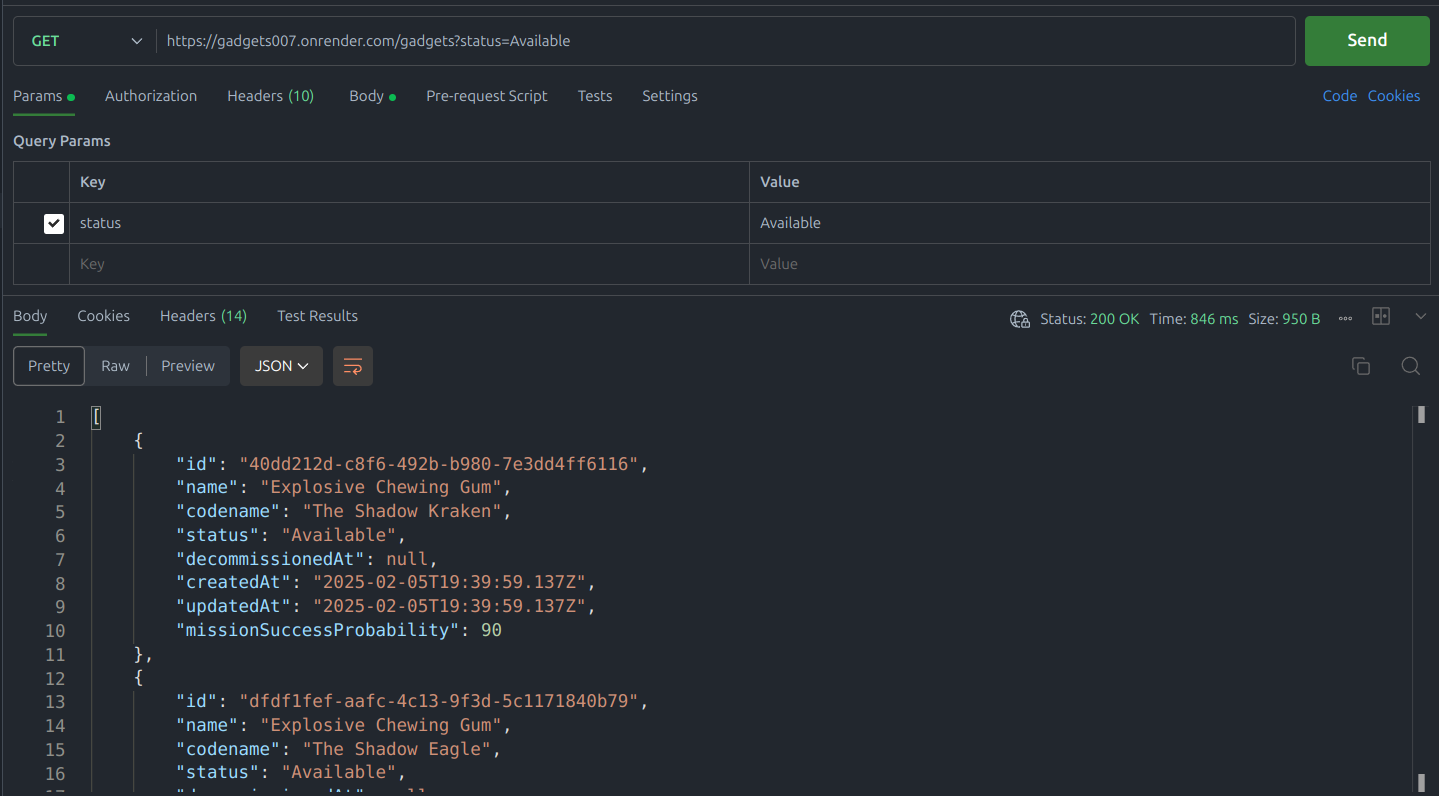 GET https://gadgets007.onrender.com/gadgets?status=Available Send
Params Authorization Headers (10) Body Pre-request Script Tests Settings Code Cookies
Query Params
Key Value
status Available
Key Value
Body Cookies Headers (14) Test Results Status: 200 OK Time: 846 ms Size: 950 B
Pretty Raw Preview JSON
1 [
2 {
3 "id": "40dd212d-c8f6-492b-b980-7e3dd4ff6116",
4 "name": "Explosive Chewing Gum",
5 "codename": "The Shadow Kraken",
6 "status": "Available",
7 "decommissionedAt": null,
8 "createdAt": "2025-02-05T19:39:59.137Z",
9 "updatedAt": "2025-02-05T19:39:59.137Z",
10 "missionSuccessProbability": 90
11 },
12 {
13 "id": "dfdf1fef-aafc-4c13-9f3d-5c1171840b79",
14 "name": "Explosive Chewing Gum",
15 "codename": "The Shadow Eagle",
16 "status": "Available",